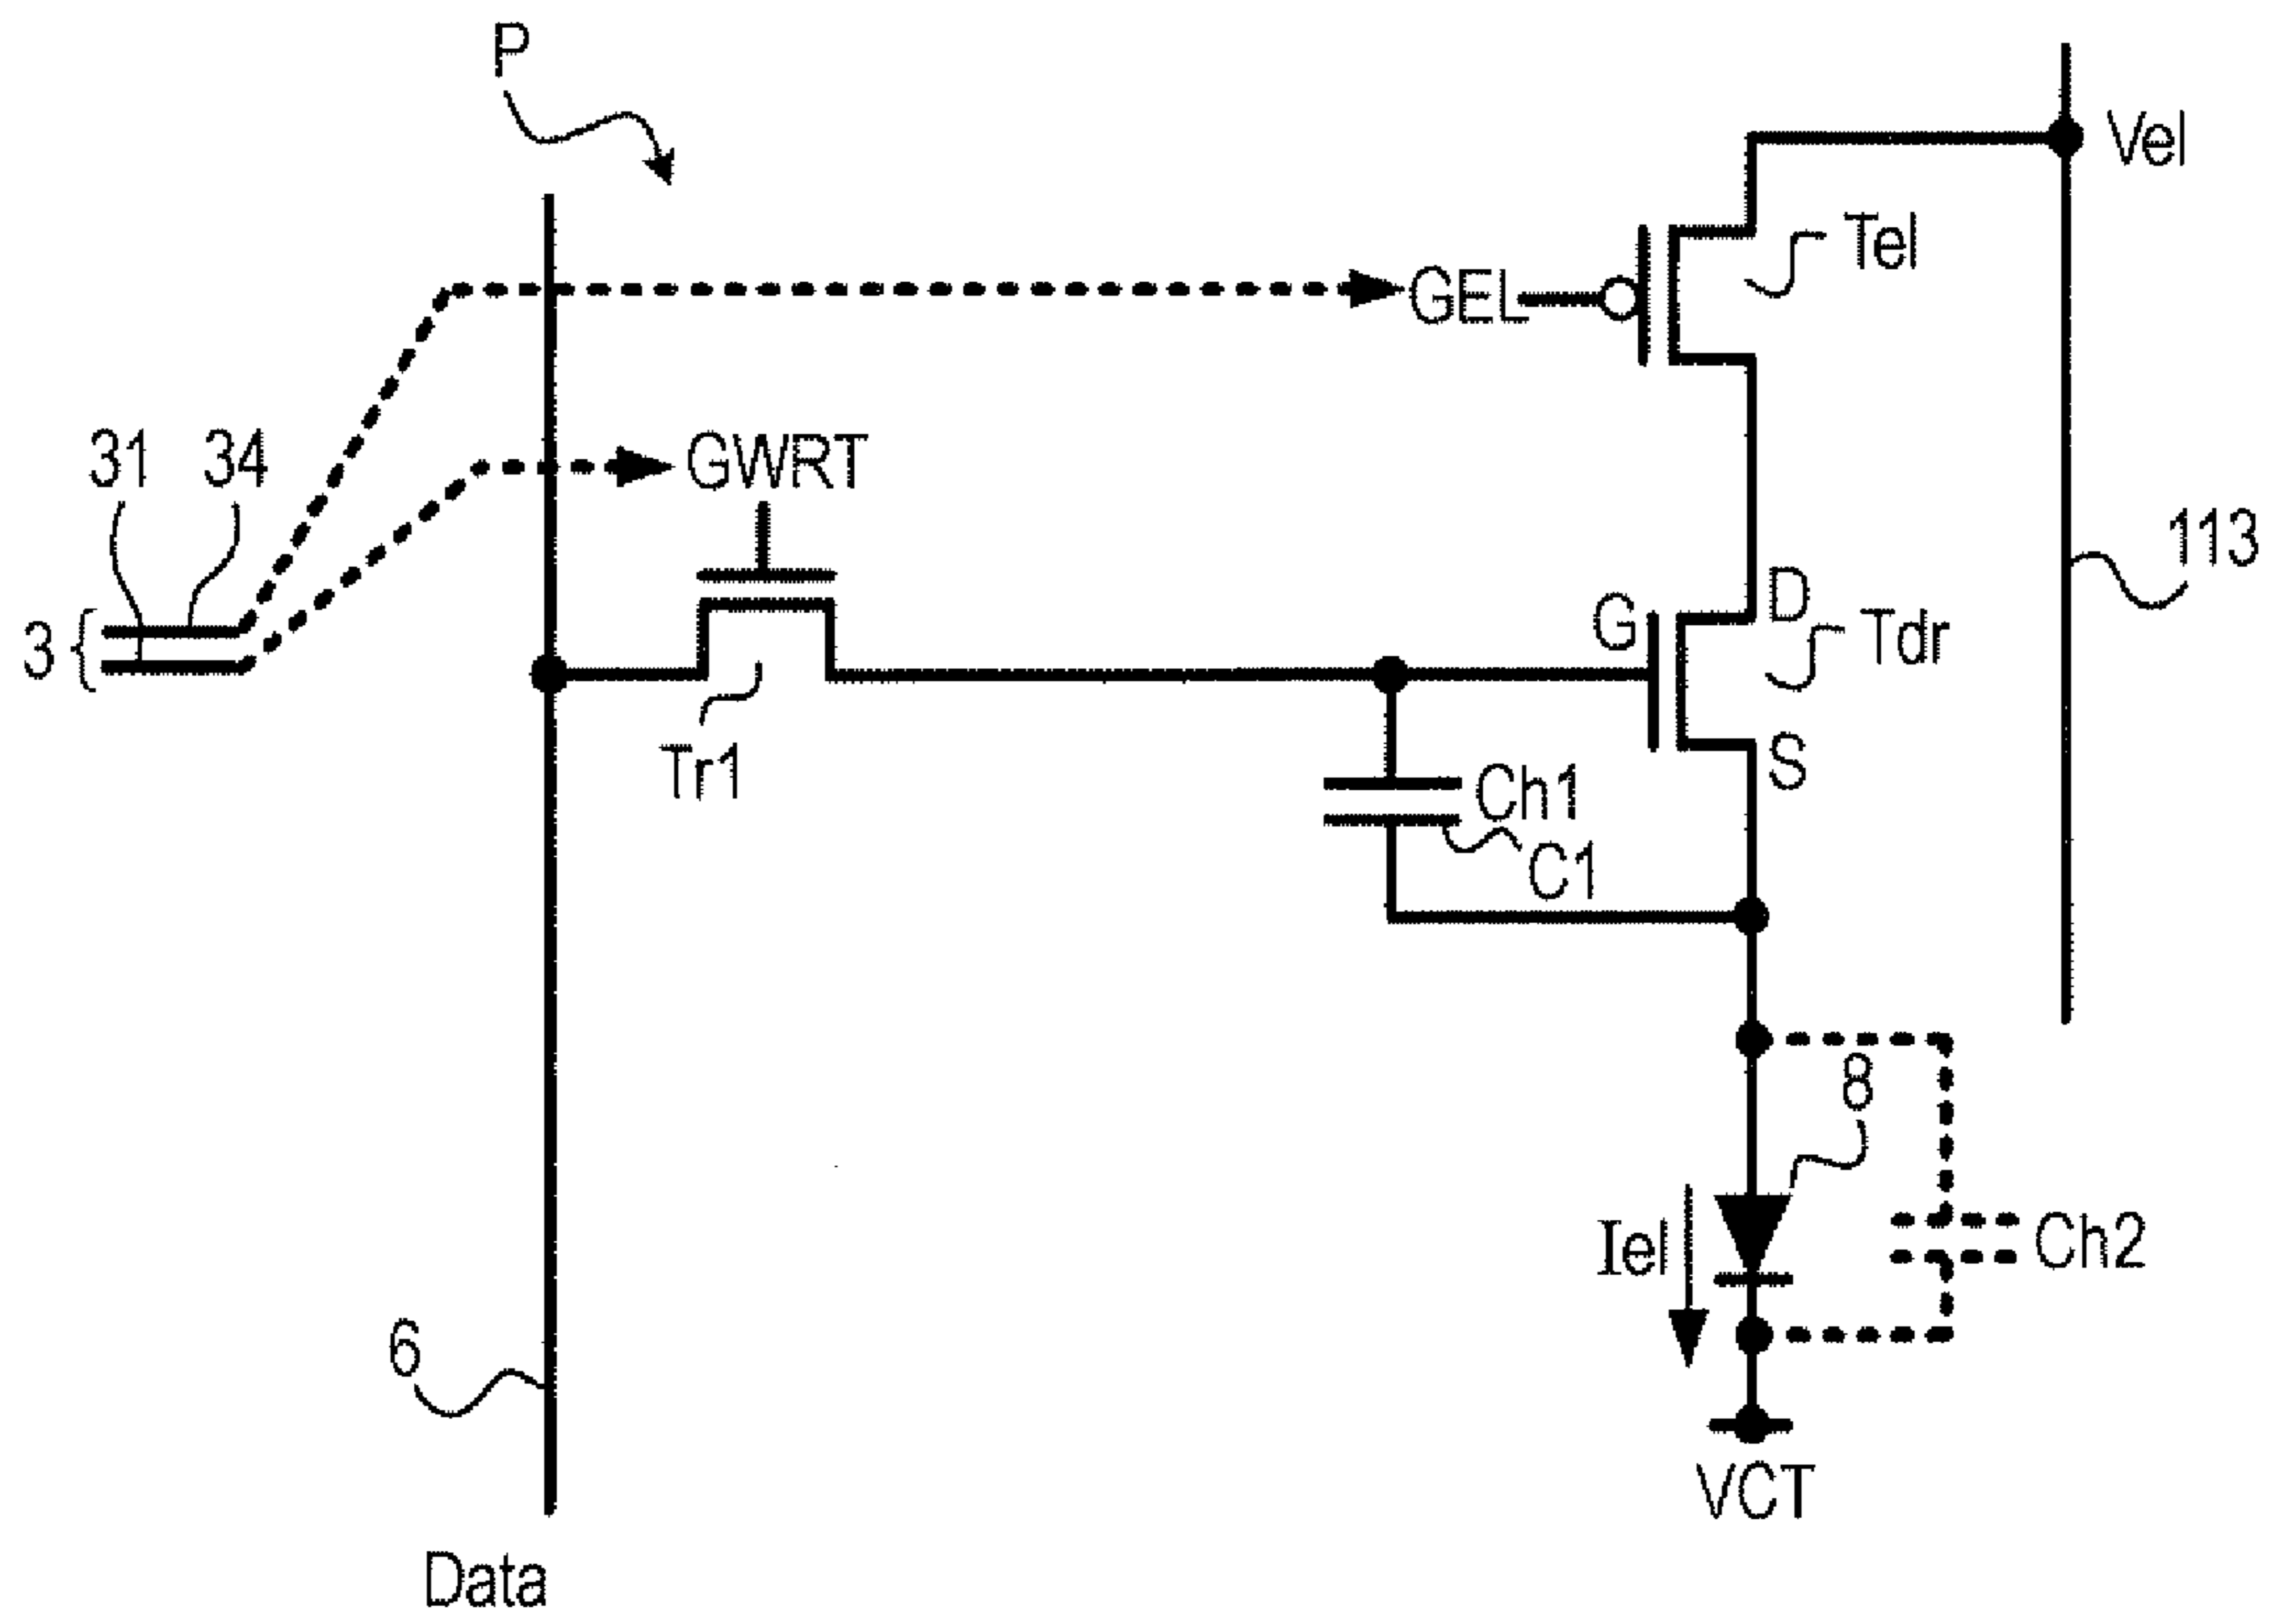 P
Vel
Tel
GEL
31
34
GWRT
113
3
G
D
Tdr
Tr1
S
Ch1
C1
8
Iel
Ch2
6
VCT
Data